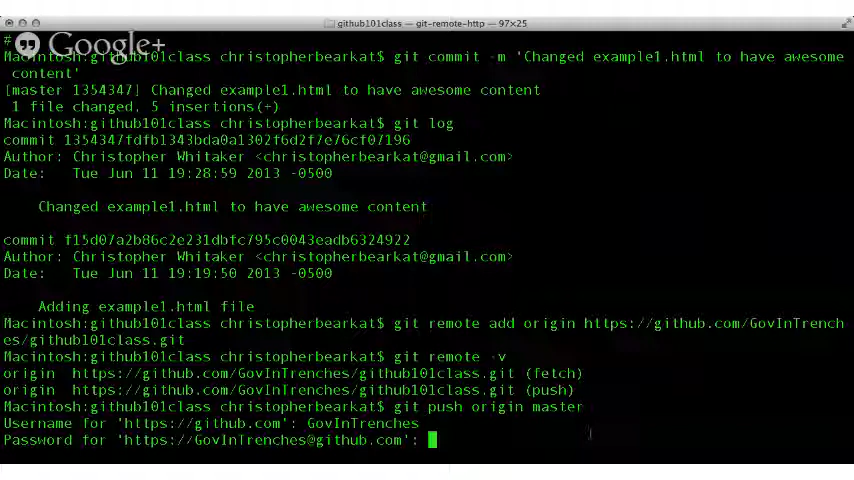 github101class — git-remote-http — 97×25
#
Google+
Macintosh:github101class christopherbearkat$ git commit -m 'Changed example1.html to have awesome
content'
[master 1354347] Changed example1.html to have awesome content
1 file changed, 5 insertions(+)
Macintosh:github101class christopherbearkat$ git log
commit 1354347fdfb1343bda0a1302f6d2f7e76cf07196
Author: Christopher Whitaker <christopherbearkat@gmail.com>
Date:   Tue Jun 11 19:28:59 2013 -0500
Changed example1.html to have awesome content
commit f15d07a2b86c2e231dbfc795c0043eadb6324922
Author: Christopher Whitaker <christopherbearkat@gmail.com>
Date:   Tue Jun 11 19:19:50 2013 -0500
Adding example1.html file
Macintosh:github101class christopherbearkat$ git remote add origin https://github.com/GovInTrench
es/github101class.git
Macintosh:github101class christopherbearkat$ git remote -v
origin  https://github.com/GovInTrenches/github101class.git (fetch)
origin  https://github.com/GovInTrenches/github101class.git (push)
Macintosh:github101class christopherbearkat$ git push origin master
Username for 'https://github.com': GovInTrenches
Password for 'https://GovInTrenches@github.com':